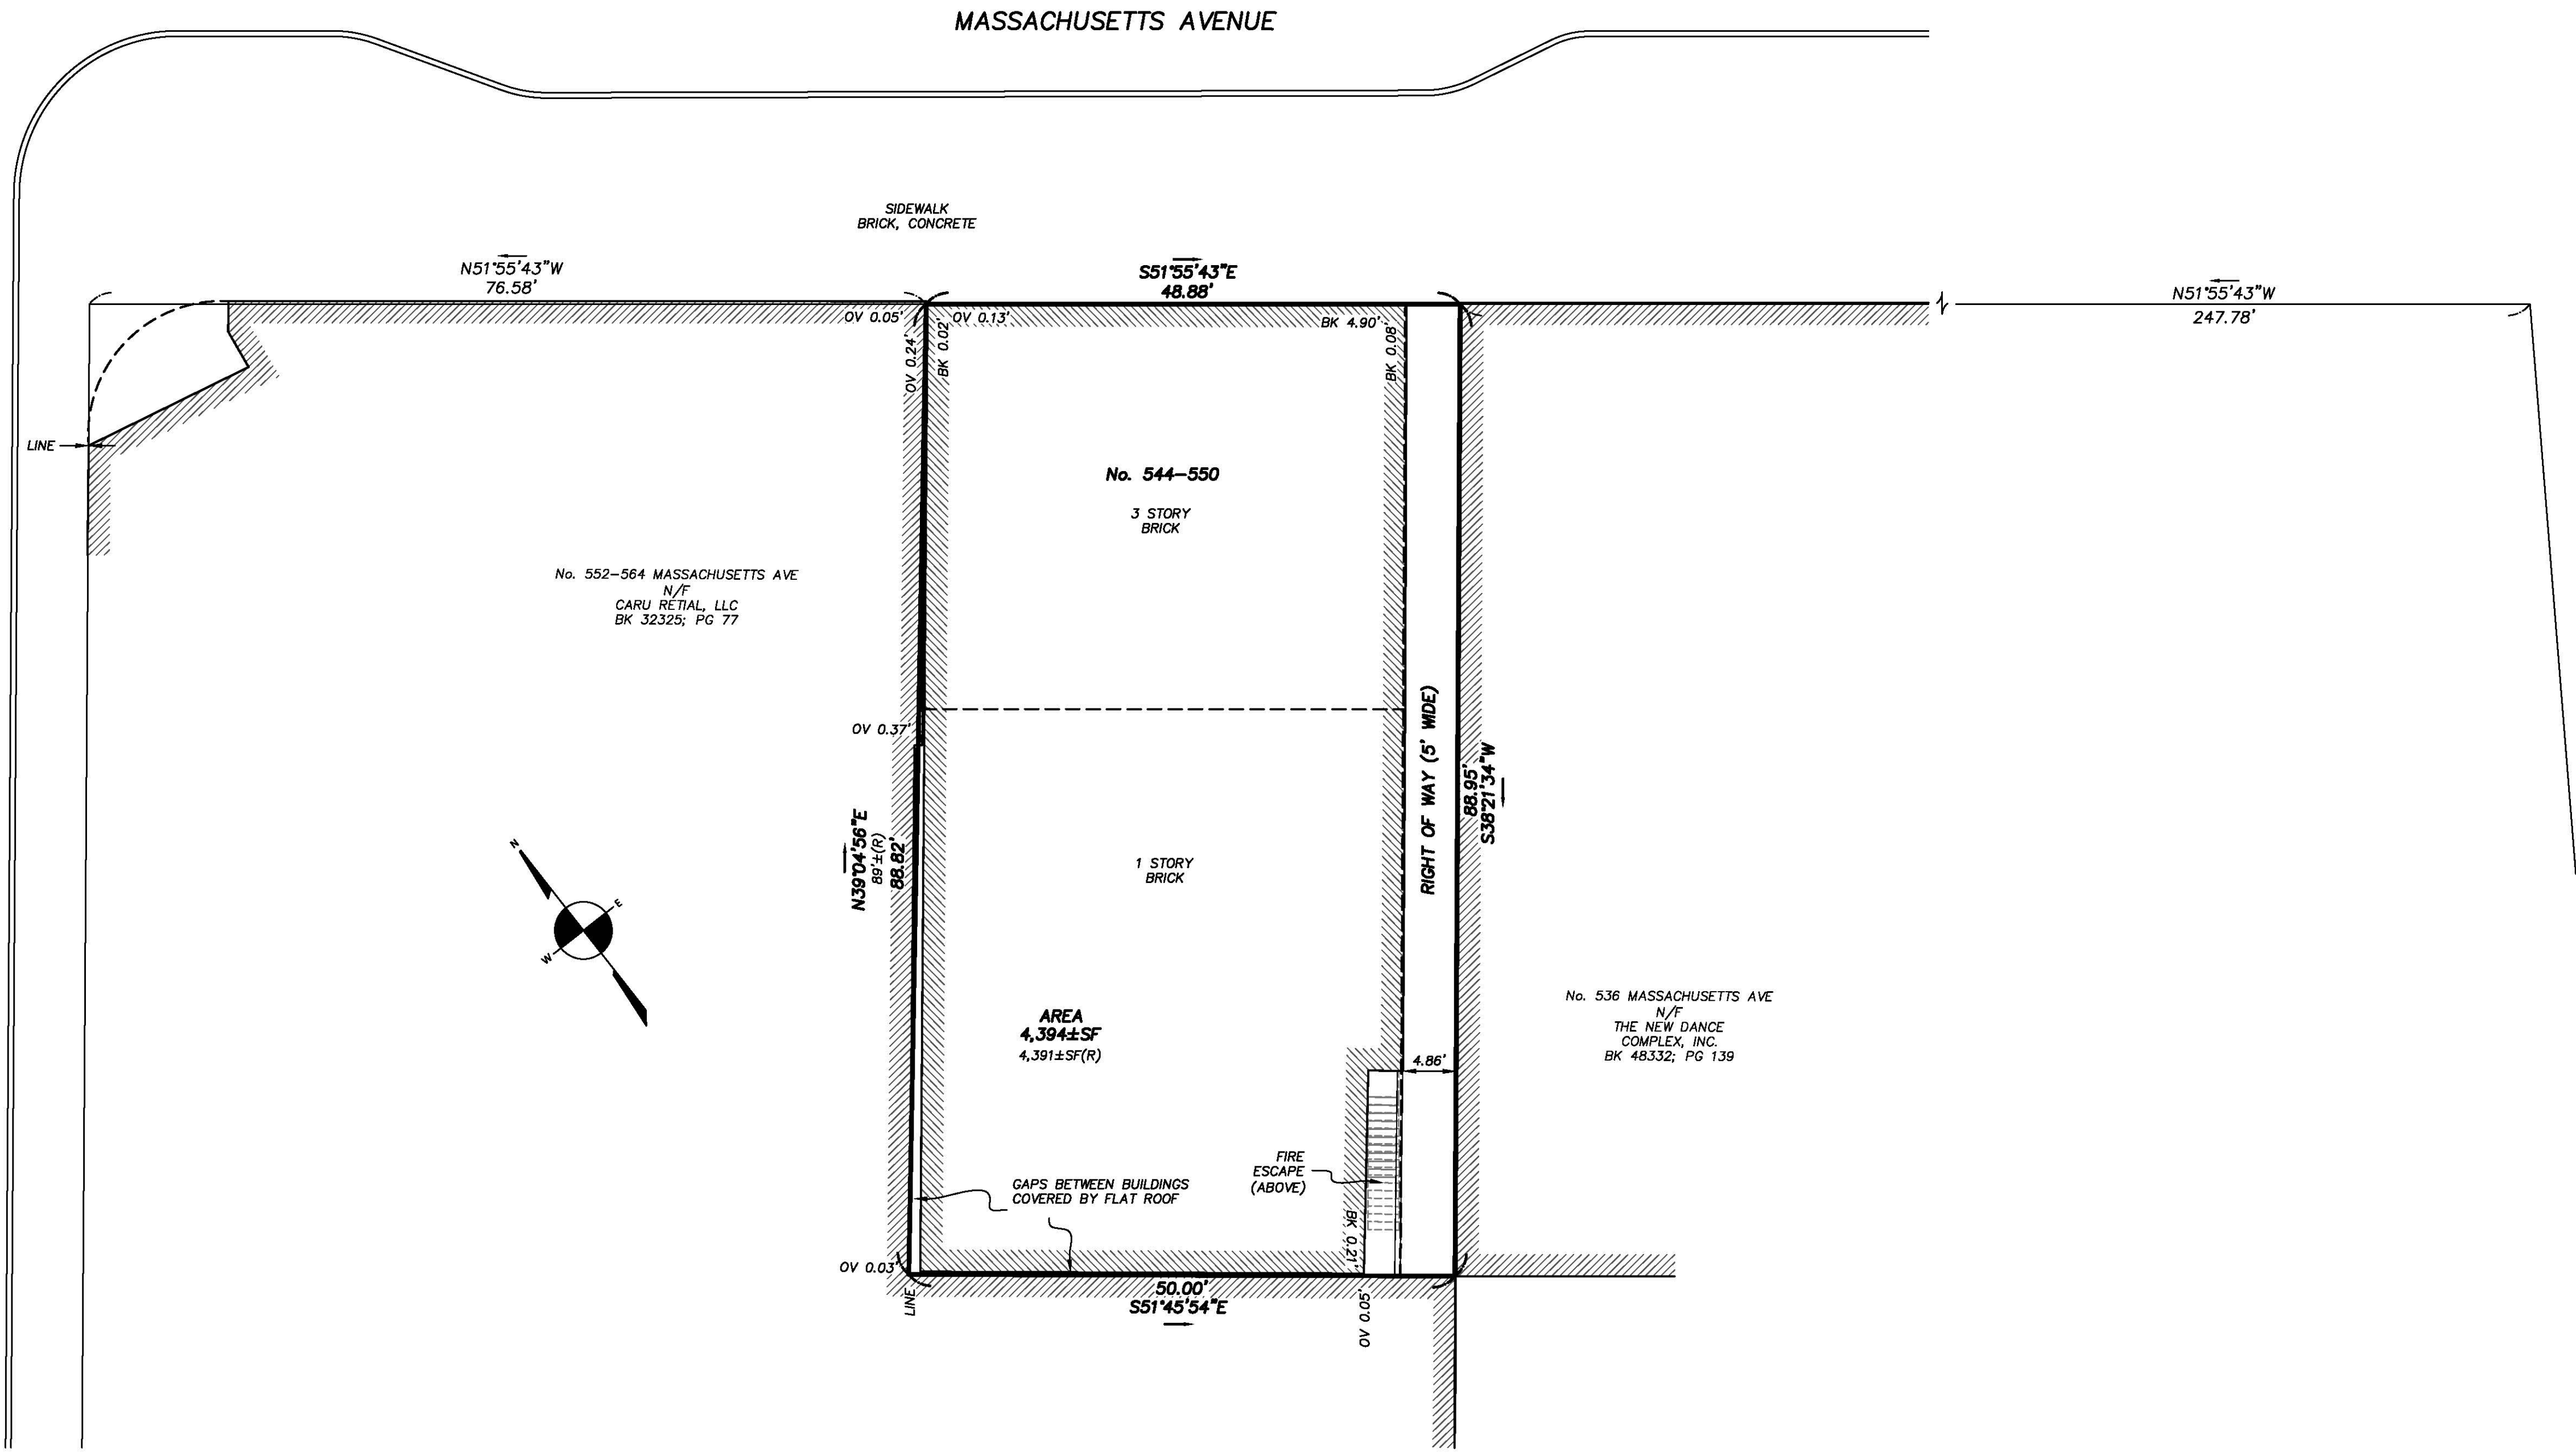 MASSACHUSETTS AVENUE
SIDEWALK
BRICK, CONCRETE
N51°55'43"W
76.58'
S51°55'43"E
48.88'
N51°55'43"W
247.78'
OV 0.05'
OV 0.13'
BK 4.90'
OV 0.24'
BK 0.02'
BK 0.08'
LINE
No. 544-550
3 STORY
BRICK
No. 552-564 MASSACHUSETTS AVE
N/F
CARU RETIAL, LLC
BK 32325; PG 77
OV 0.37'
RIGHT OF WAY (5' WIDE)
88.95'
S38°21'34"W
N39°04'56"E
89'±(R)
88.82'
1 STORY
BRICK
N
E
W
AREA
4,394±SF
4,391±SF(R)
No. 536 MASSACHUSETTS AVE
N/F
THE NEW DANCE
COMPLEX, INC.
BK 48332; PG 139
4.86'
FIRE
ESCAPE
(ABOVE)
GAPS BETWEEN BUILDINGS
COVERED BY FLAT ROOF
BK 0.21'
OV 0.03'
LINE
50.00'
S51°45'54"E
OV 0.05'